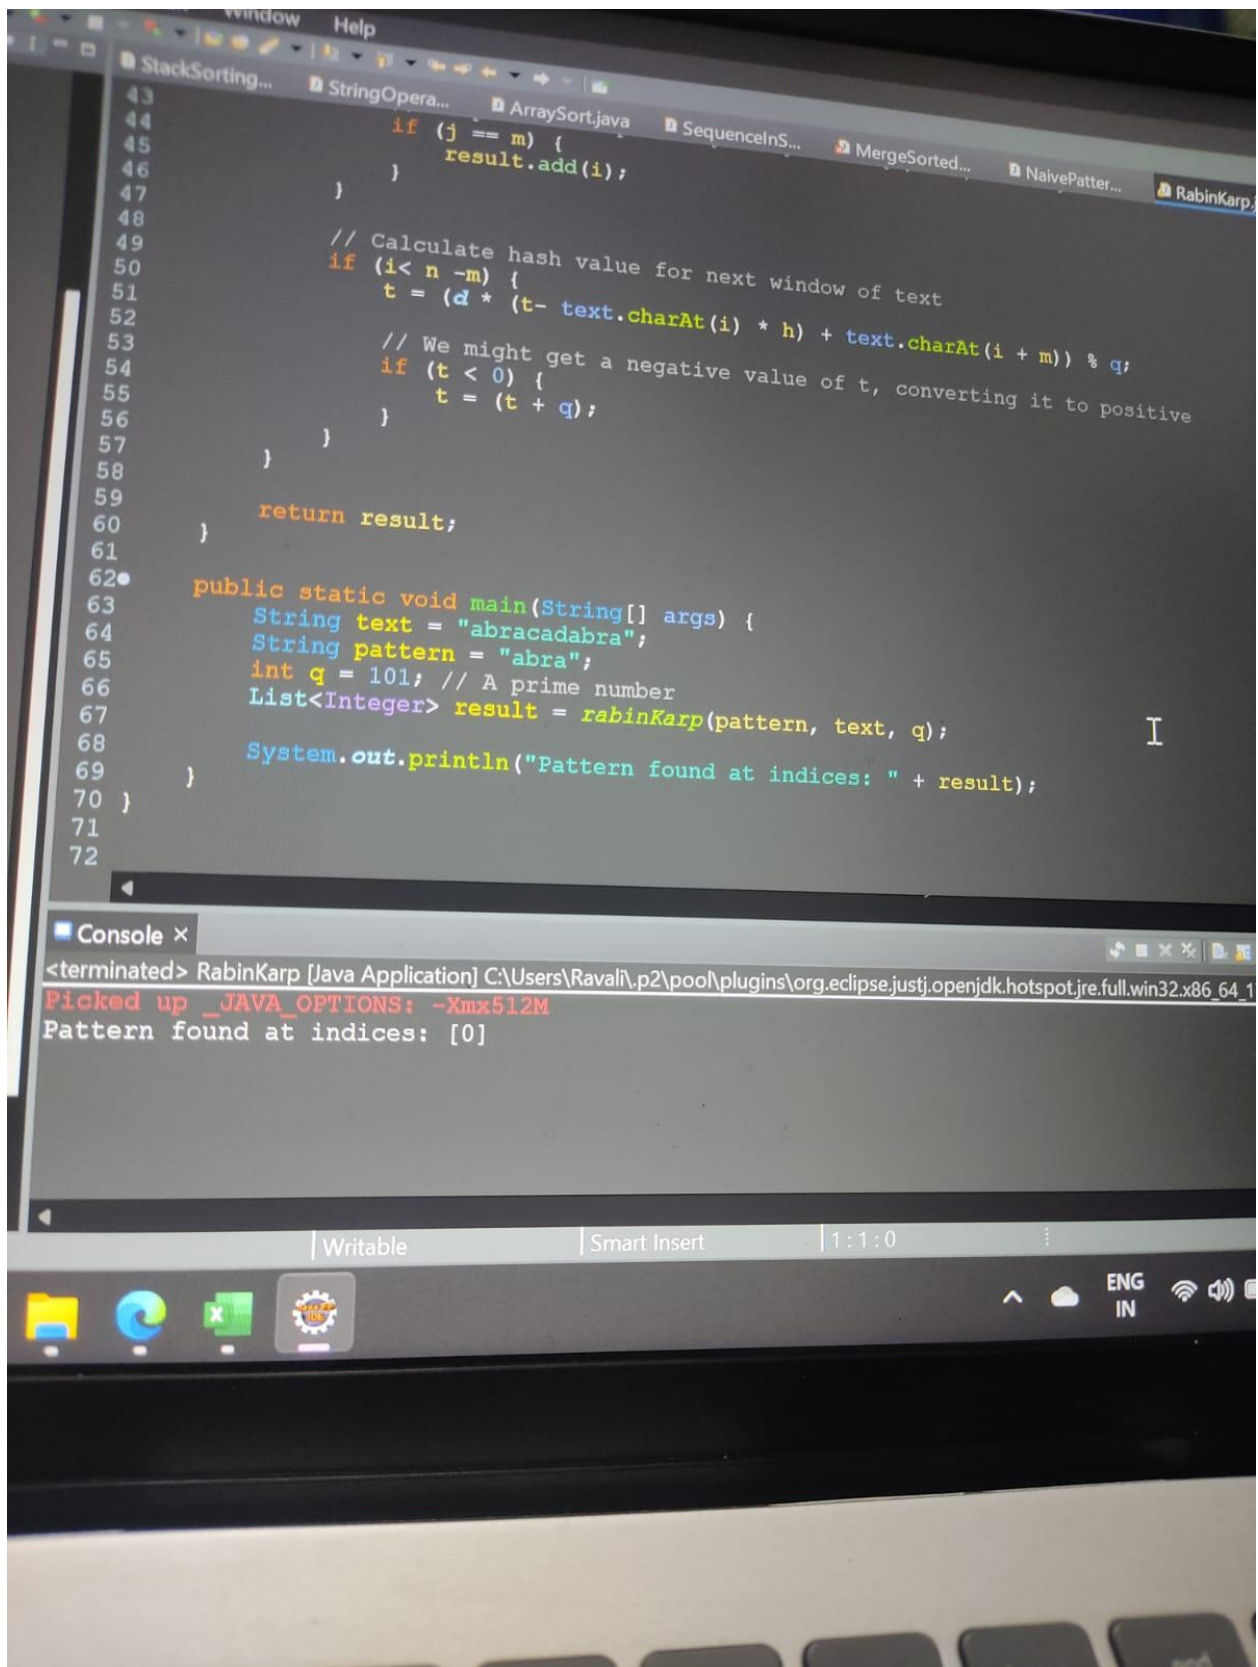 Window Help
StackSorting... StringOpera... ArraySort.java SequenceInS... MergeSorted... NaivePatter... RabinKarp.j
43
44 if (j == m) {
45 result.add(i);
46 }
47 }
48
49 // Calculate hash value for next window of text
50 if (i< n -m) {
51 t = (d * (t- text.charAt(i) * h) + text.charAt(i + m)) % q;
52
53 // We might get a negative value of t, converting it to positive
54 if (t < 0) {
55 t = (t + q);
56 }
57 }
58 }
59
60 return result;
61 }
62
63 public static void main(String[] args) {
64 String text = "abracadabra";
65 String pattern = "abra";
66 int q = 101; // A prime number
67 List<Integer> result = rabinKarp(pattern, text, q);
68
69 System.out.println("Pattern found at indices: " + result);
70 }
71 }
72
Console
<terminated> RabinKarp [Java Application] C:\Users\Ravali\.p2\pool\plugins\org.eclipse.justj.openjdk.hotspot.jre.full.win32.x86_64_1
Picked up _JAVA_OPTIONS: -Xmx512M
Pattern found at indices: [0]
Writable Smart Insert 1 : 1 : 0
ENG
IN